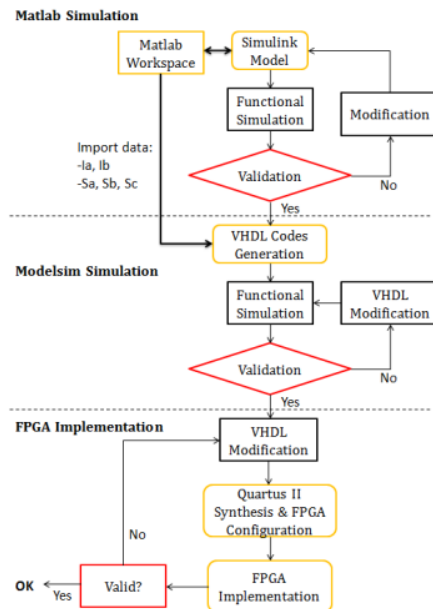 Matlab Simulation
Matlab
Workspace
Simulink
Model
Functional
Simulation
Modification
Import data:
-Ia, Ib
-Sa, Sb, Sc
Validation
No
Yes
VHDL Codes
Generation
Modelsim Simulation
Functional
Simulation
VHDL
Modification
Validation
No
Yes
FPGA Implementation
VHDL
Modification
Quartus II
Synthesis & FPGA
Configuration
No
OK
Yes
Valid?
FPGA
Implementation